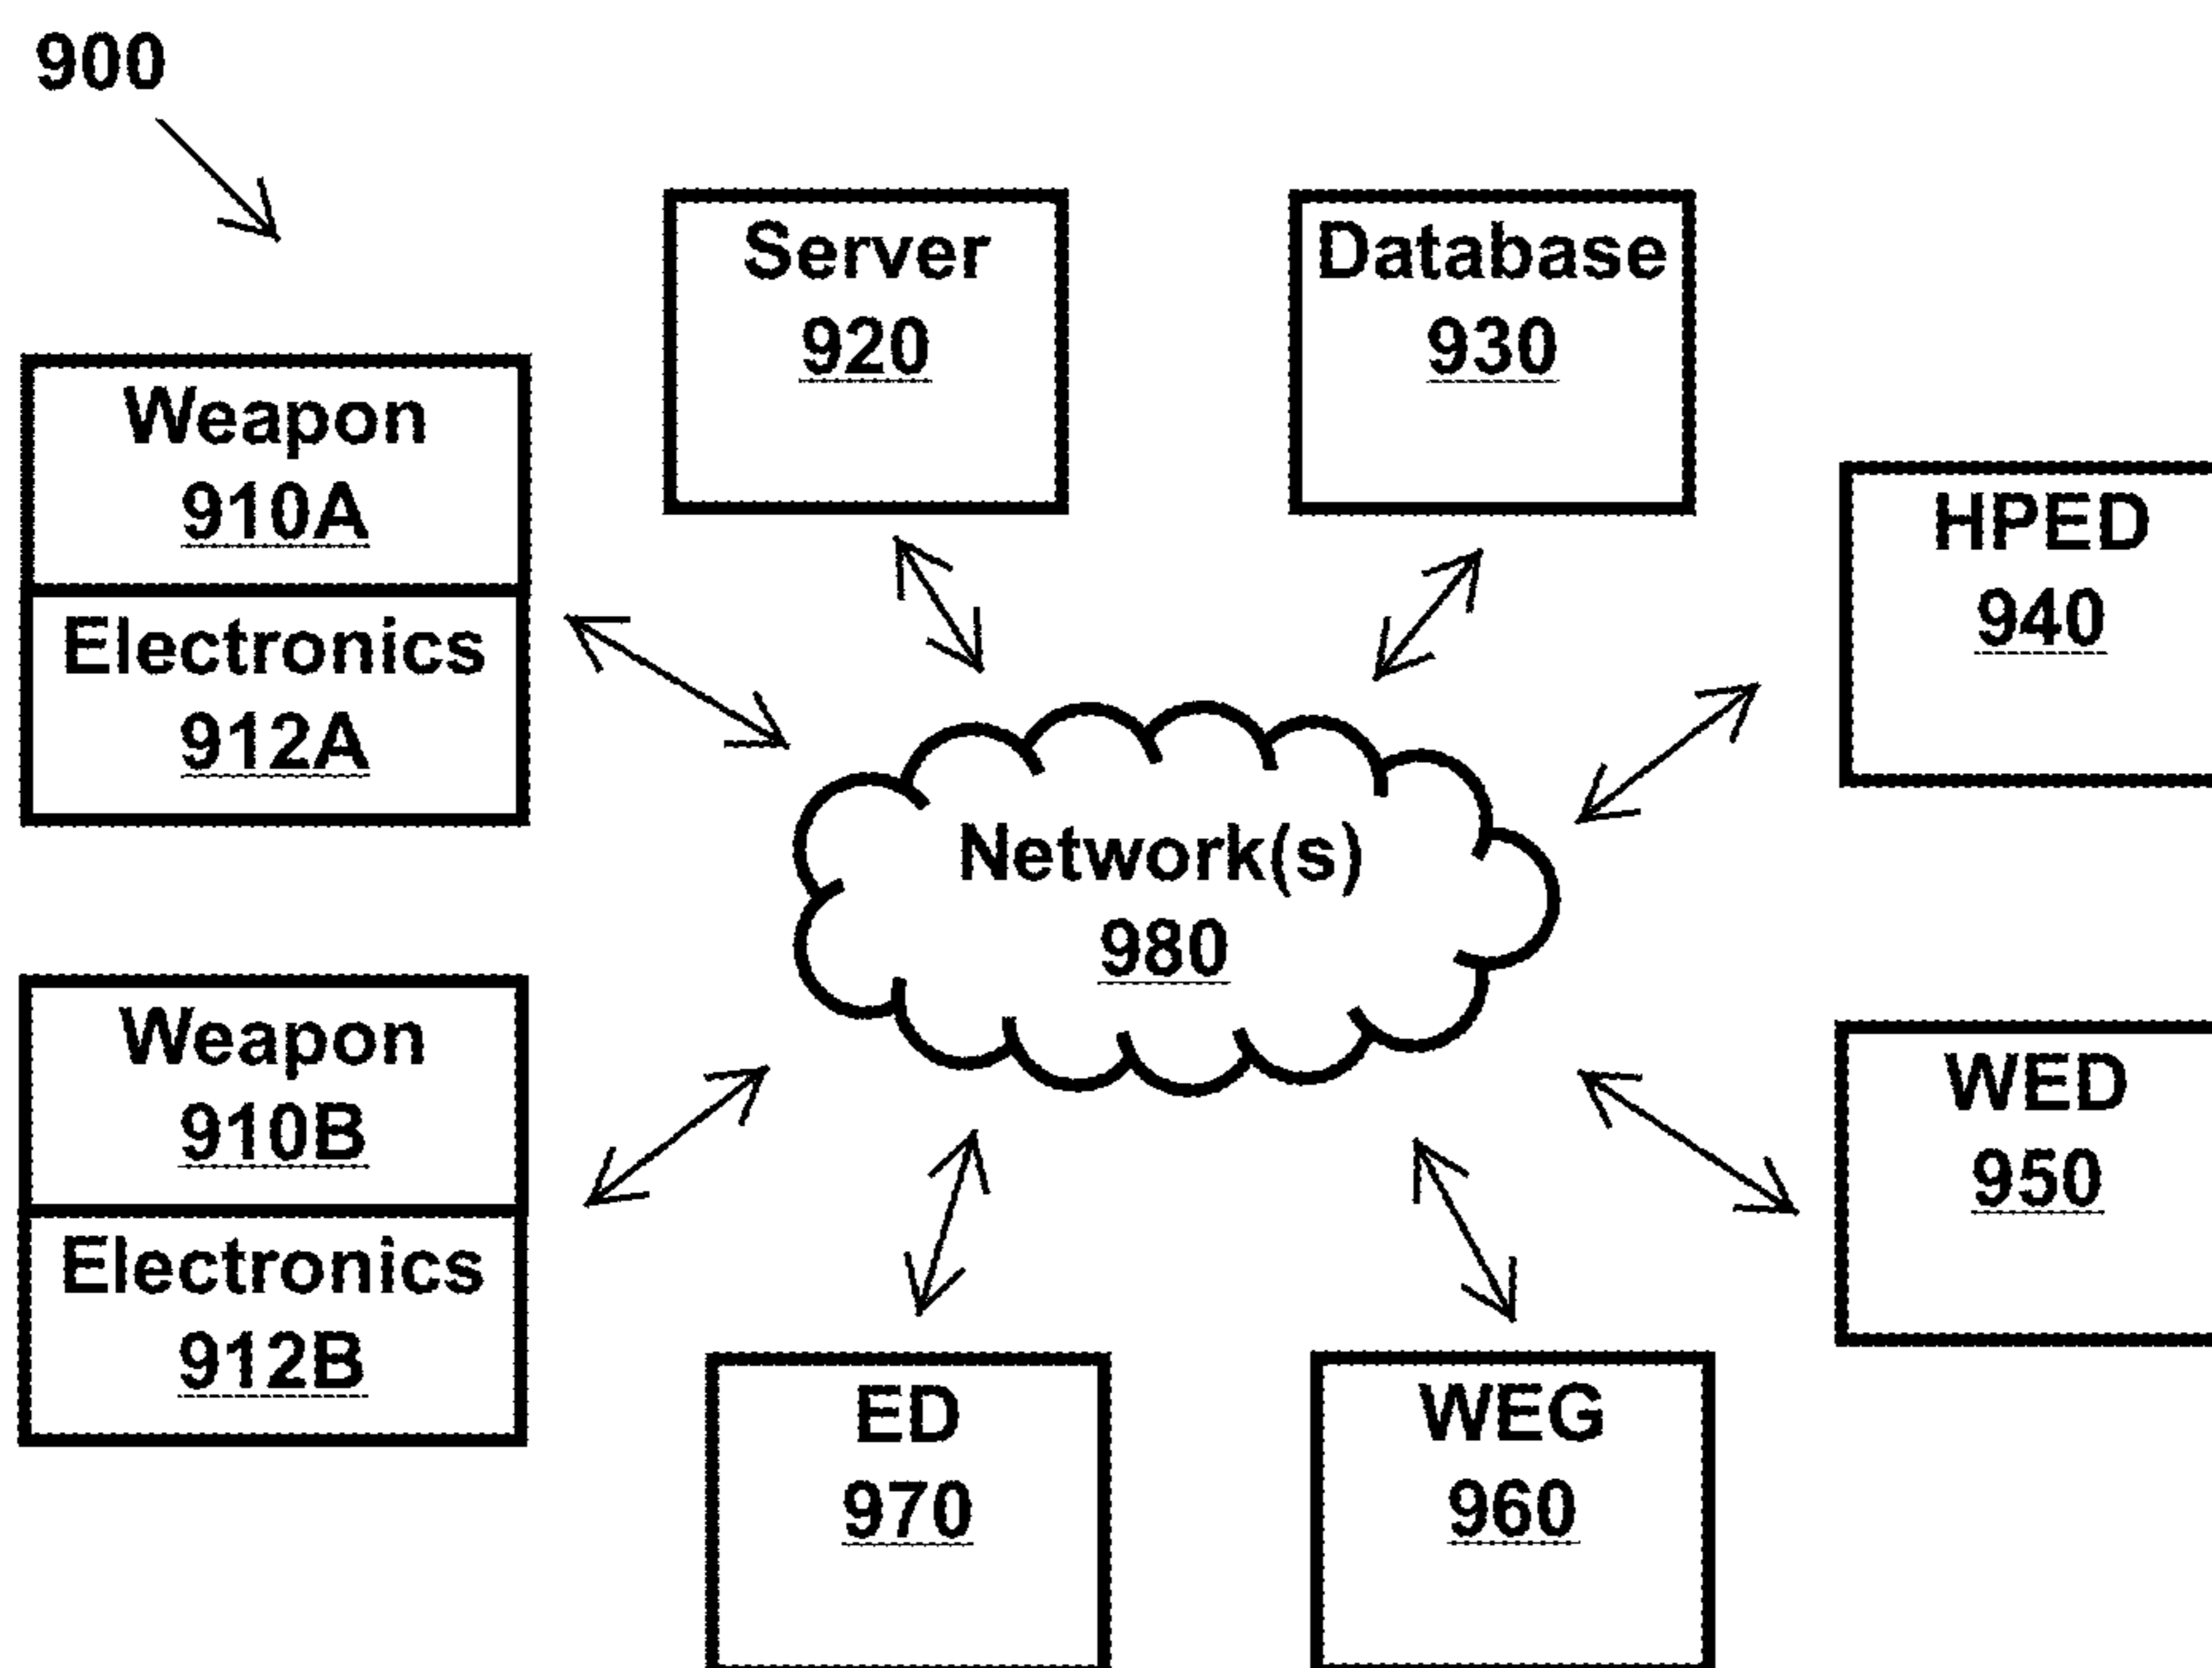 900
Server
920
Database
930
Weapon
910A
Electronics
912A
HPED
940
Network(s)
980
Weapon
910B
Electronics
912B
WED
950
ED
970
WEG
960